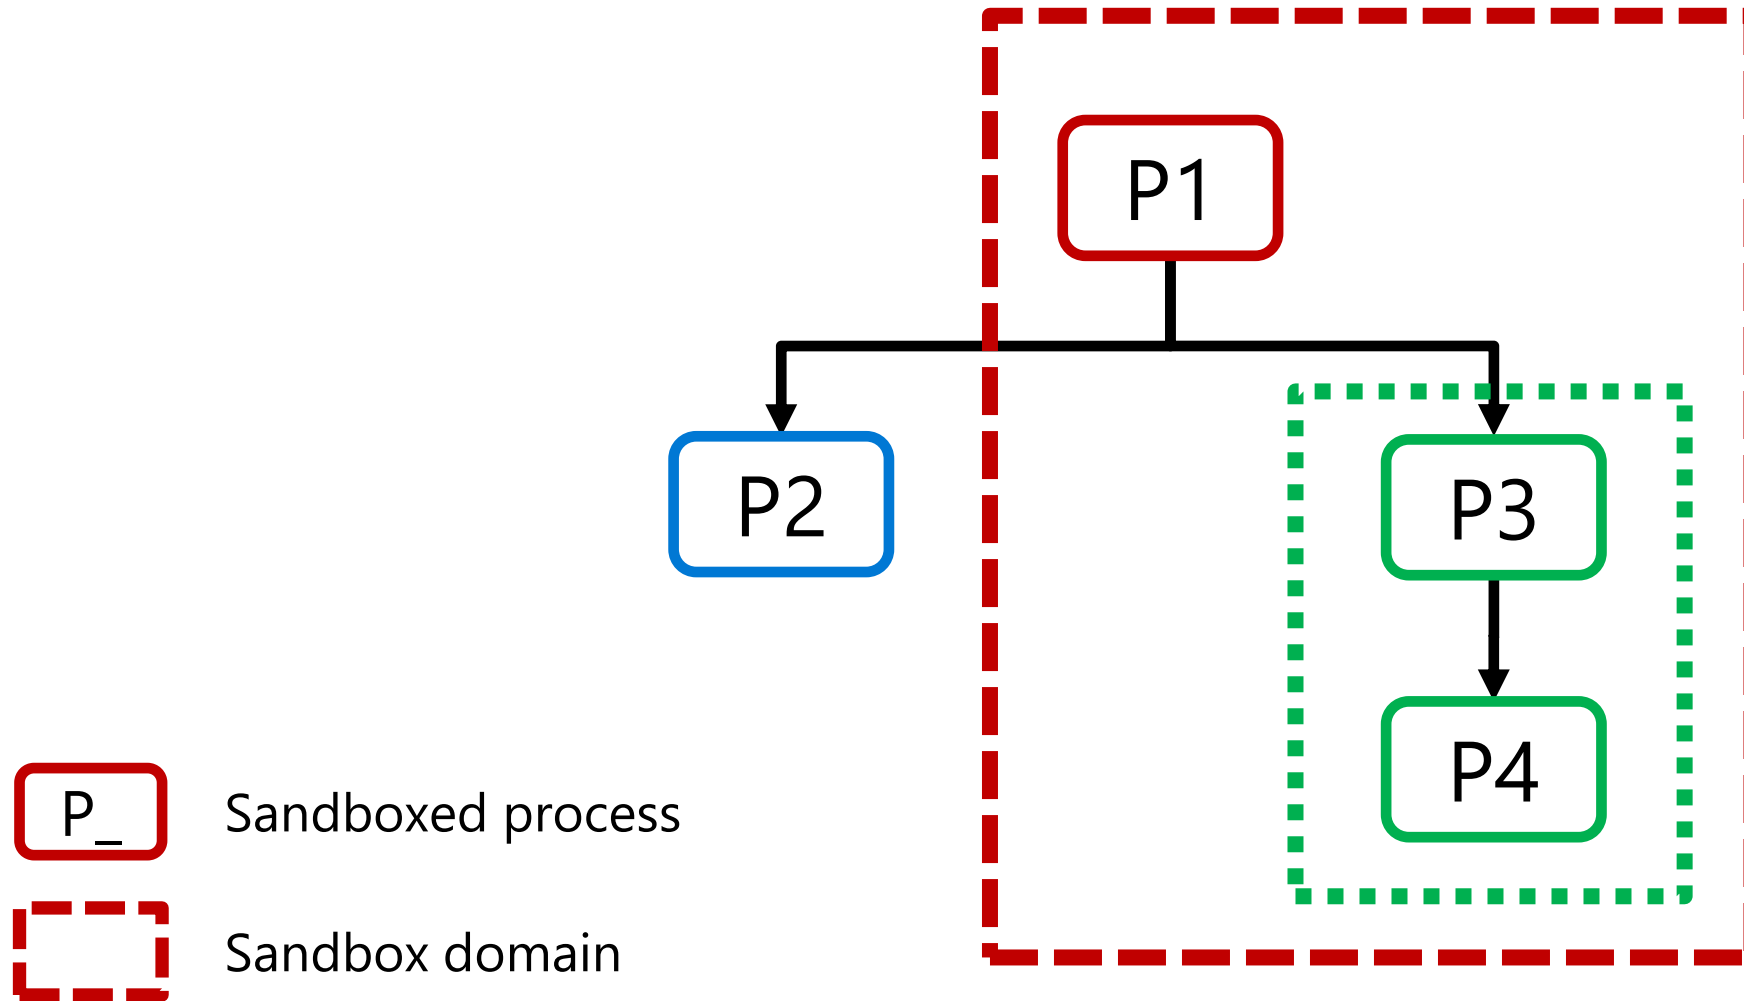 P1
P2
P3
P4
P_
Sandboxed process
Sandbox domain